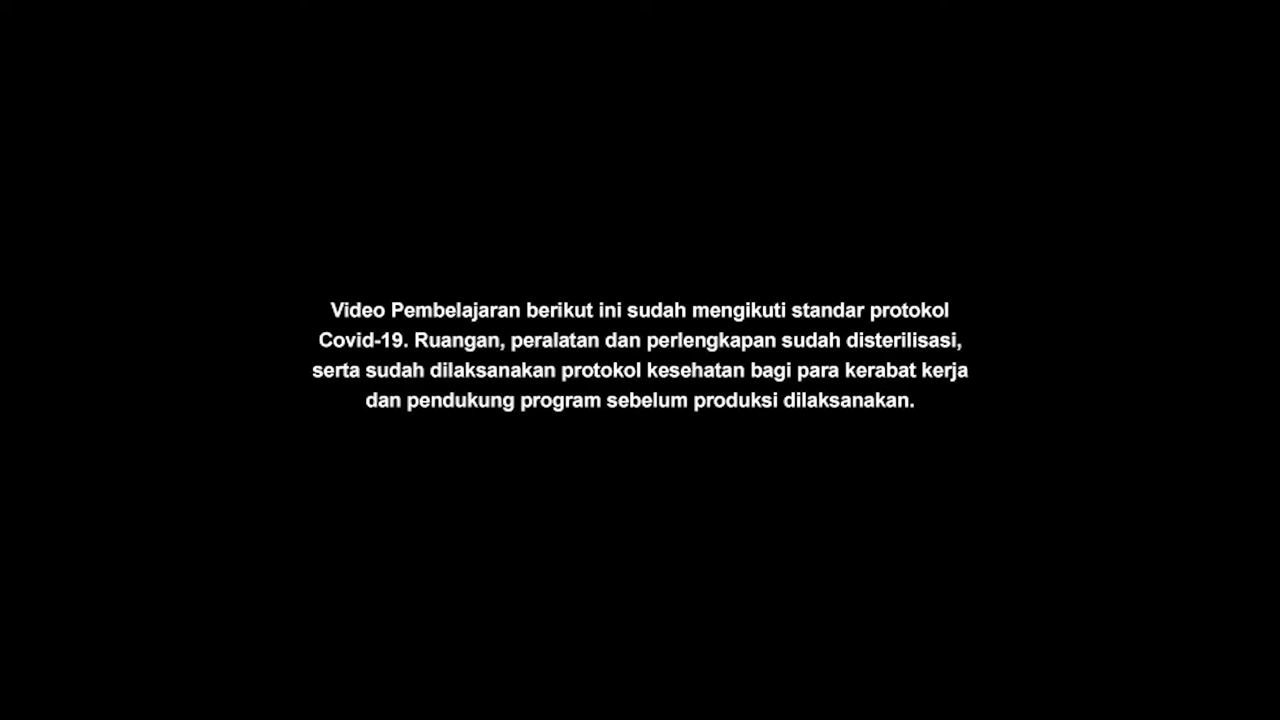 Video Pembelajaran berikut ini sudah mengikuti standar protokol
Covid-19. Ruangan, peralatan dan perlengkapan sudah disterilisasi,
serta sudah dilaksanakan protokol kesehatan bagi para kerabat kerja
dan pendukung program sebelum produksi dilaksanakan.